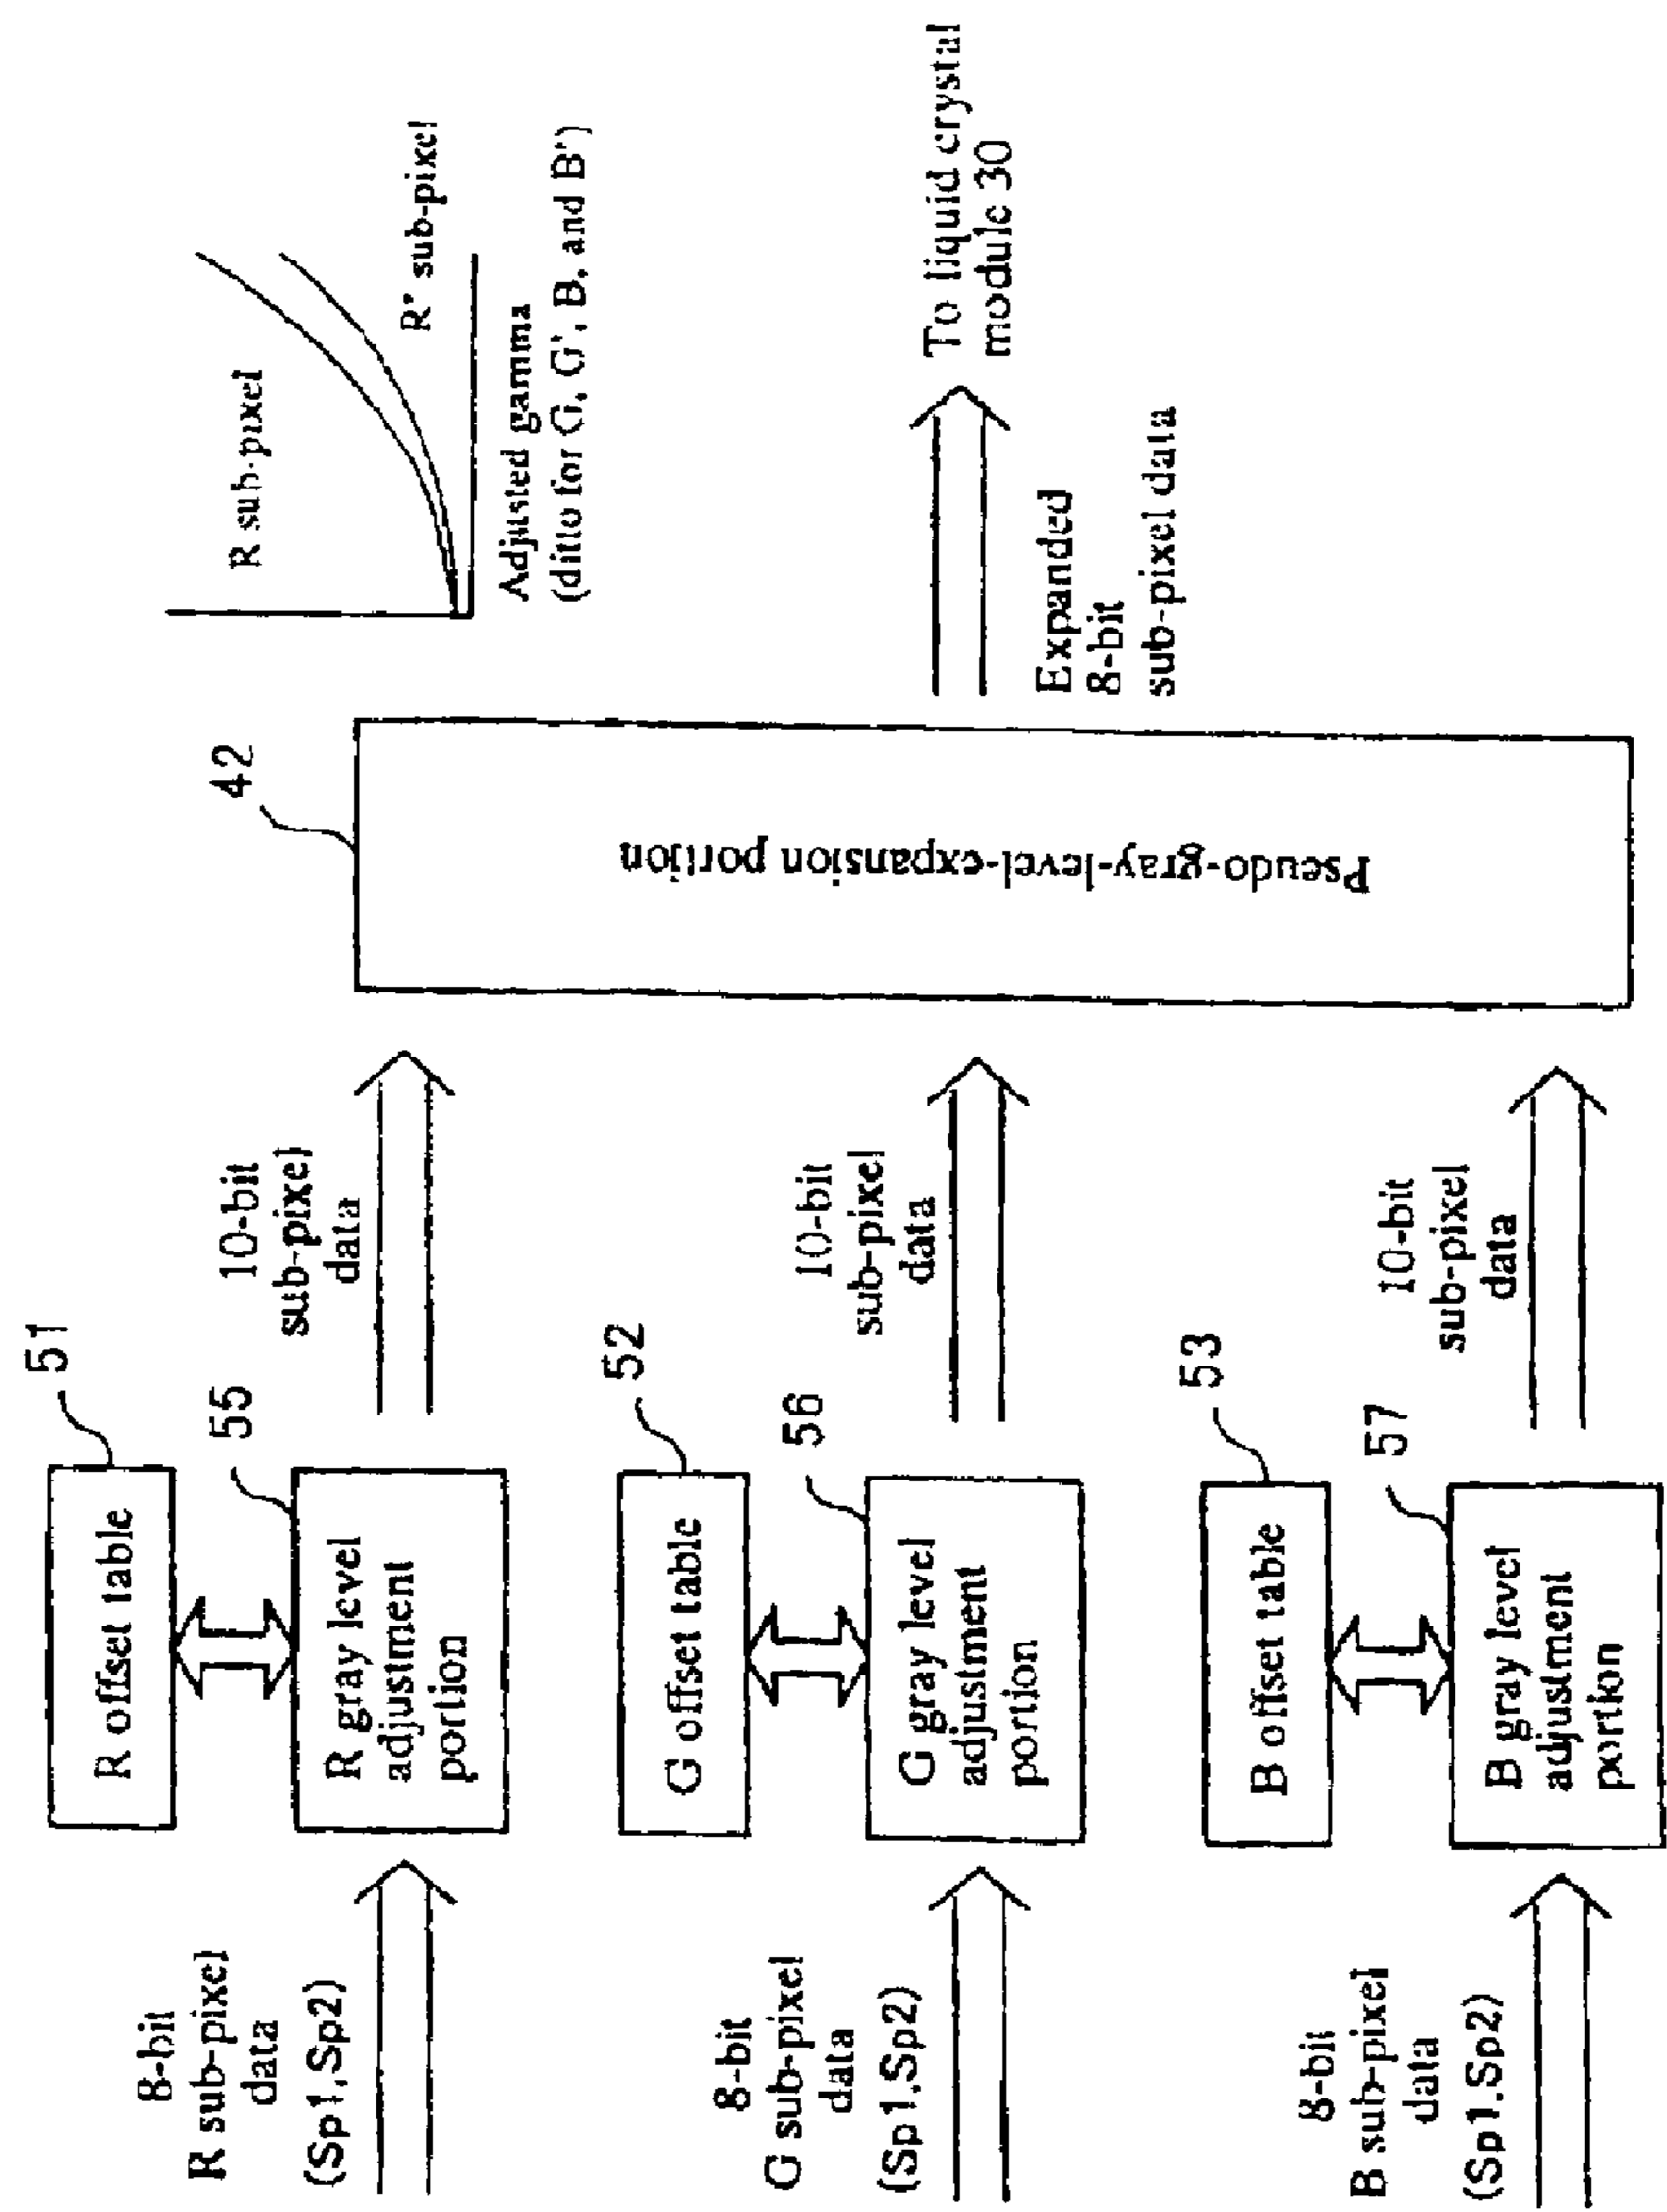 8-bit
R sub-pixel
data
(Sp1,Sp2)
R offset table
51
R gray level
adjustment
portion
55
10-bit
sub-pixel
data
8-bit
G sub-pixel
data
(Sp1,Sp2)
G offset table
52
G gray level
adjustment
portion
56
10-bit
sub-pixel
data
8-bit
B sub-pixel
data
(Sp1,Sp2)
B offset table
53
B gray level
adjustment
portion
57
10-bit
sub-pixel
data
42
Pseudo-gray-level-expansion portion
Expanded
8-bit
sub-pixel data
To liquid crystal
module 30
R sub-pixel
R' sub-pixel
Adjusted gamma
(ditto for G, G', B, and B')